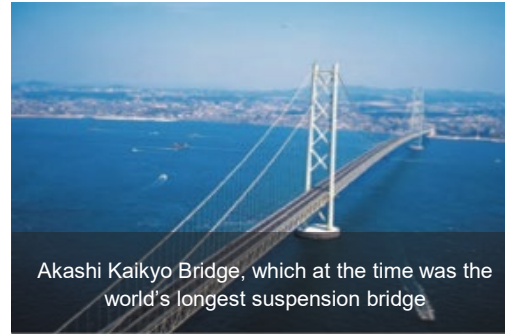 Akashi Kaikyo Bridge, which at the time was the
world’s longest suspension bridge